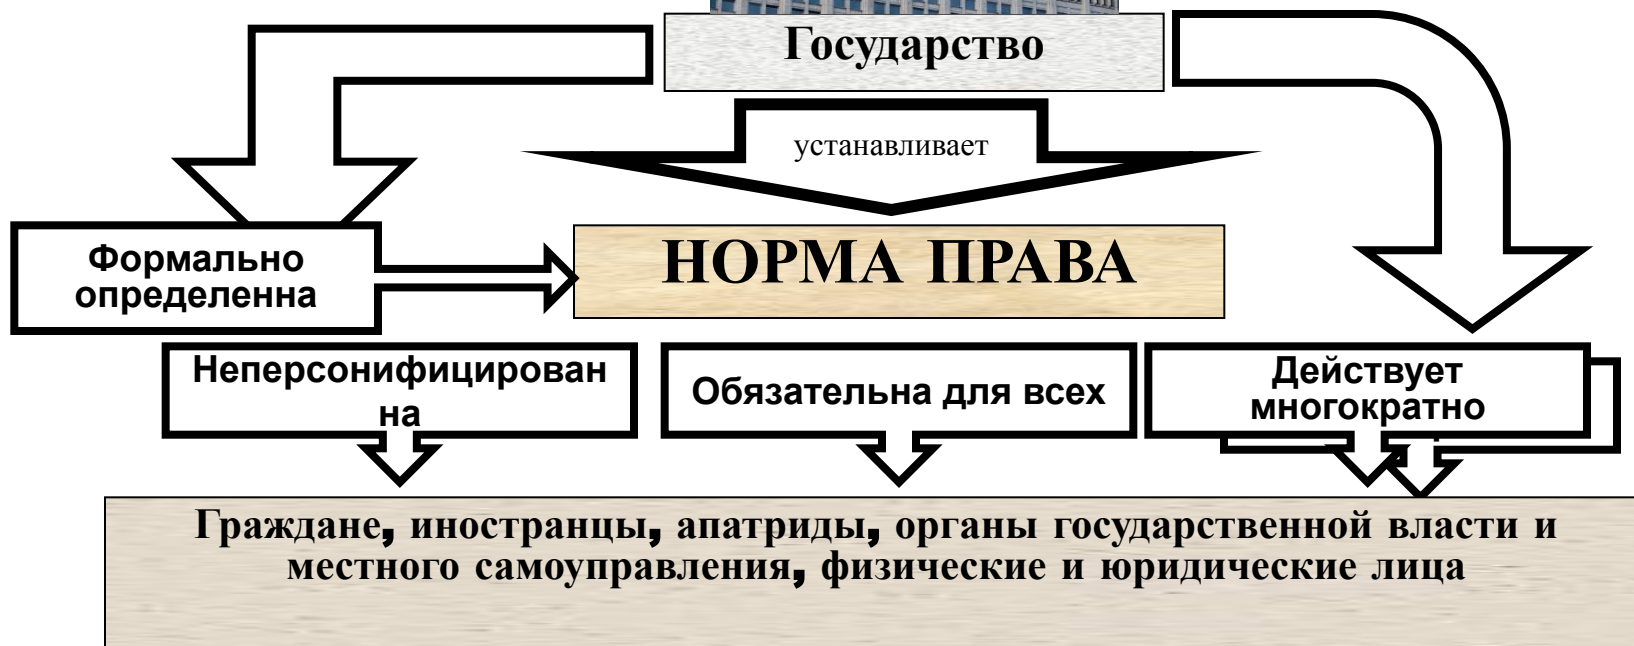 Государство
устанавливает
Формально
определенна
НОРМА ПРАВА
Неперсонифицирован
на
Обязательна для всех
Действует
многократно
Граждане, иностранцы, апатриды, органы государственной власти и
местного самоуправления, физические и юридические лица